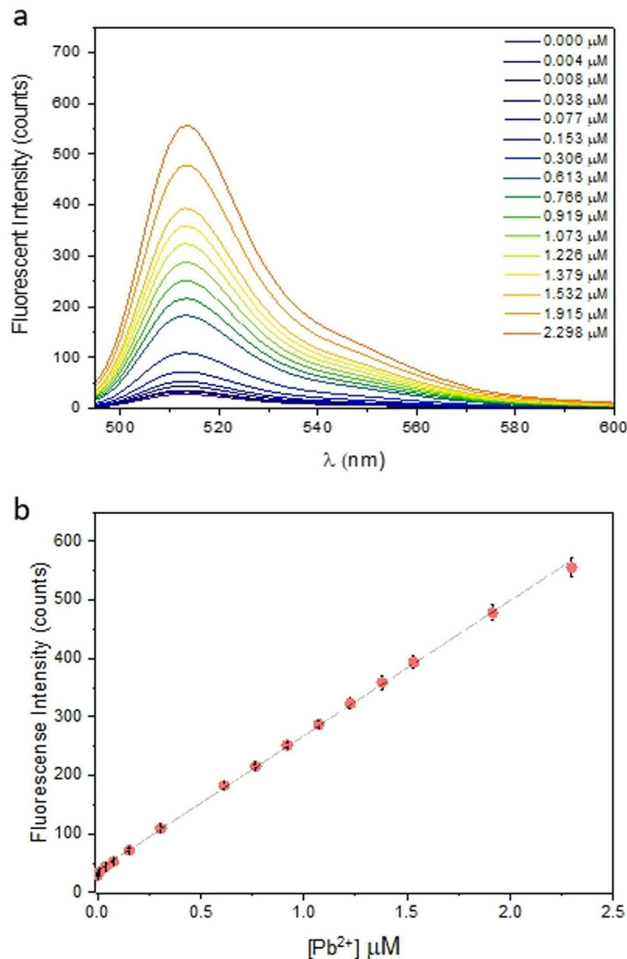 a
700
600
500
400
300
200
100
0
Fluorescent Intensity (counts)
500 520 540 560 580 600
λ (nm)
0.000 μM
0.004 μM
0.008 μM
0.038 μM
0.077 μM
0.153 μM
0.306 μM
0.613 μM
0.766 μM
0.919 μM
1.073 μM
1.226 μM
1.379 μM
1.532 μM
1.915 μM
2.298 μM
b
600
500
400
300
200
100
0
Fluorescense Intensity (counts)
0.0 0.5 1.0 1.5 2.0 2.5
[Pb²⁺] μM